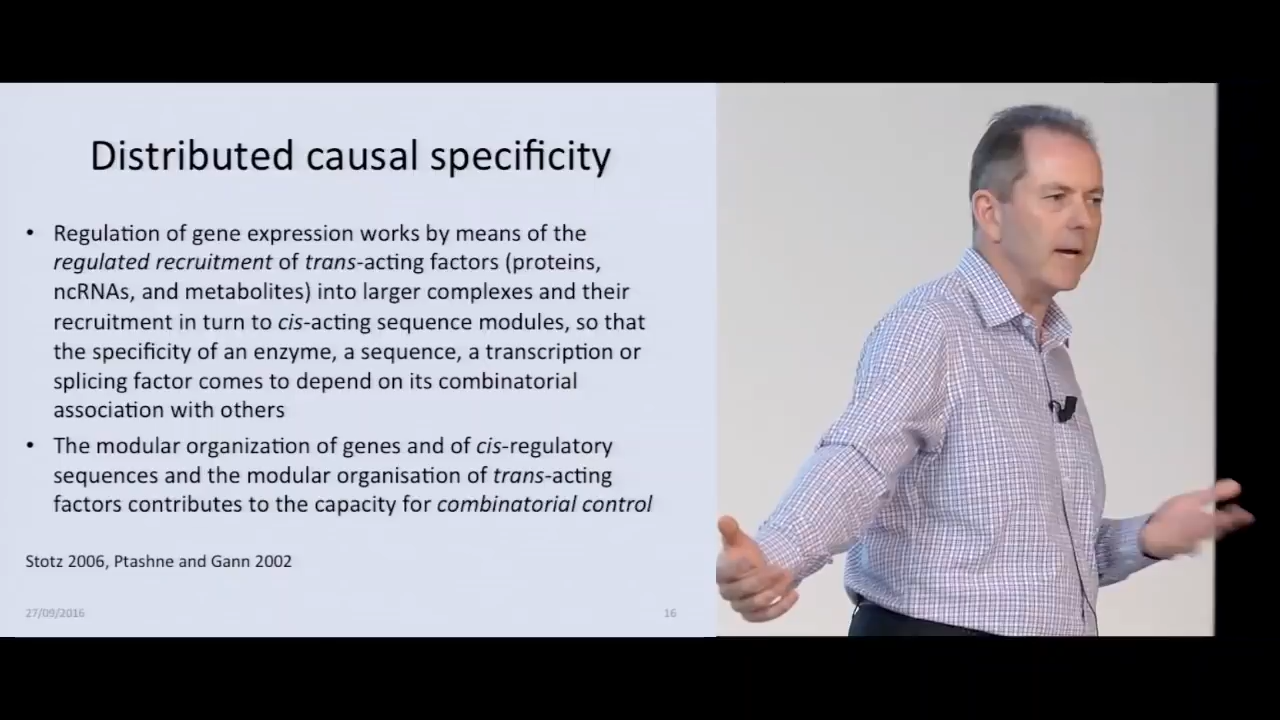 Distributed causal specificity
• Regulation of gene expression works by means of the
regulated recruitment of trans-acting factors (proteins,
ncRNAs, and metabolites) into larger complexes and their
recruitment in turn to cis-acting sequence modules, so that
the specificity of an enzyme, a sequence, a transcription or
splicing factor comes to depend on its combinatorial
association with others
• The modular organization of genes and of cis-regulatory
sequences and the modular organisation of trans-acting
factors contributes to the capacity for combinatorial control
Stotz 2006, Ptashne and Gann 2002
27/09/2016 16